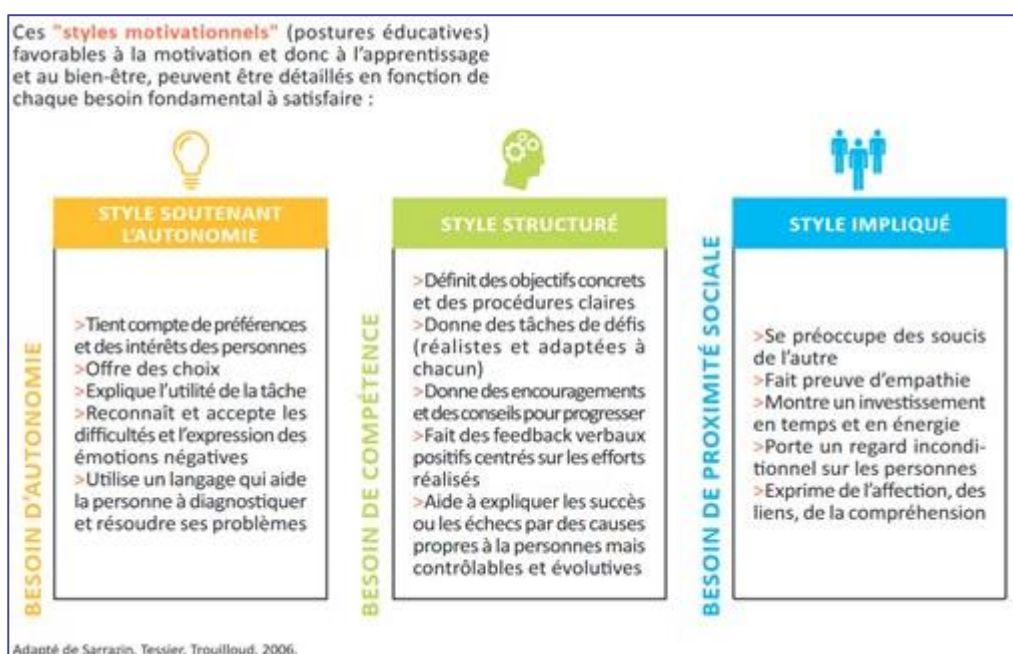 Ces "styles motivationnels" (postures éducatives)
favorables à la motivation et donc à l'apprentissage
et au bien-être, peuvent être détaillés en fonction de
chaque besoin fondamental à satisfaire :
BESOIN D'AUTONOMIE
STYLE SOUTENANT
L'AUTONOMIE
>Tient compte de préférences
et des intérêts des personnes
>Offre des choix
>Explique l'utilité de la tâche
>Reconnaît et accepte les
difficultés et l'expression des
émotions négatives
>Utilise un langage qui aide
la personne à diagnostiquer
et résoudre ses problèmes
BESOIN DE COMPÉTENCE
STYLE STRUCTURÉ
>Définit des objectifs concrets
et des procédures claires
>Donne des tâches de défis
(réalistes et adaptées à
chacun)
>Donne des encouragements
et des conseils pour progresser
>Fait des feedback verbaux
positifs centrés sur les efforts
réalisés
>Aide à expliquer les succès
ou les échecs par des causes
propres à la personnes mais
contrôlables et évolutives
BESOIN DE PROXIMITÉ SOCIALE
STYLE IMPLIQUÉ
>Se préoccupe des soucis
de l'autre
>Fait preuve d'empathie
>Montre un investissement
en temps et en énergie
>Porte un regard incondi-
tionnel sur les personnes
>Exprime de l'affection, des
liens, de la compréhension
Adapté de Sarrazin, Tessier, Trouilloud, 2006.